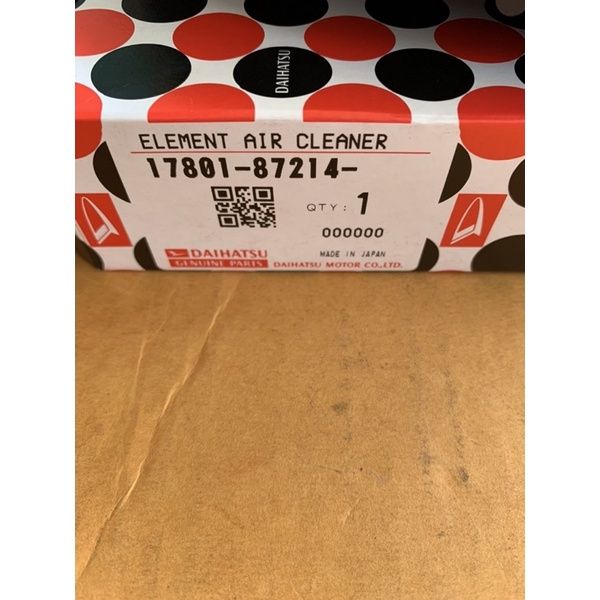 DAIHATSU
ELEMENT AIR CLEANER
17801-87214-
QTY: 1
000000
DAIHATSU MADE IN JAPAN
GENUINE PARTS DAIHATSU MOTOR CO.,LTD.